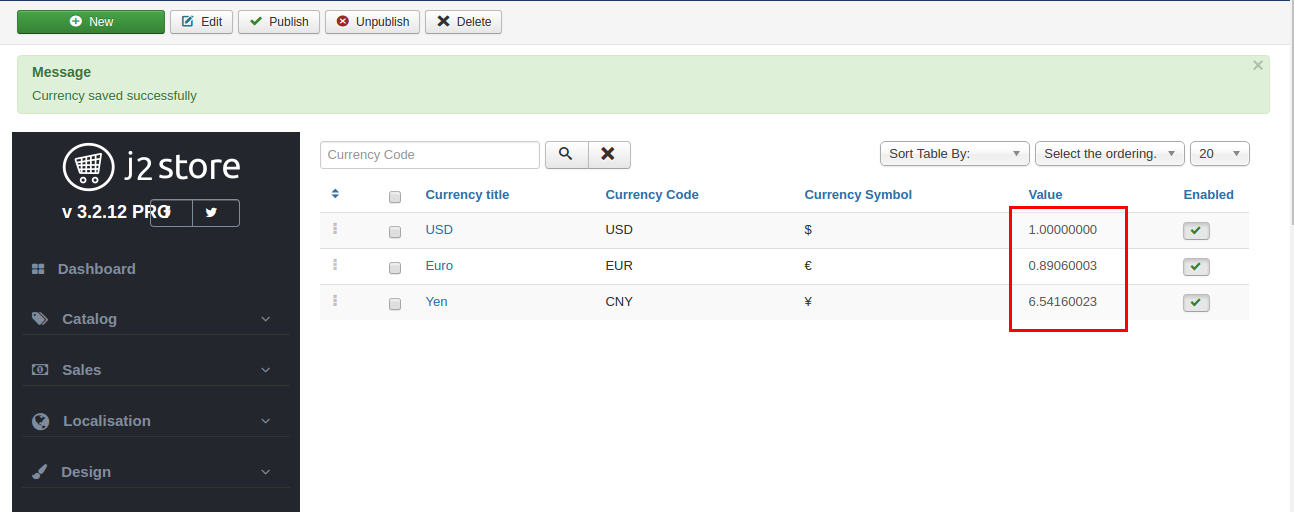 New Edit Publish Unpublish Delete
Message
Currency saved successfully
j2store
v 3.2.12 PRO
Dashboard
Catalog
Sales
Localisation
Design
Currency Code Sort Table By: Select the ordering. 20
Currency title Currency Code Currency Symbol Value Enabled
USD USD $ 1.00000000
Euro EUR € 0.89060003
Yen CNY ¥ 6.54160023